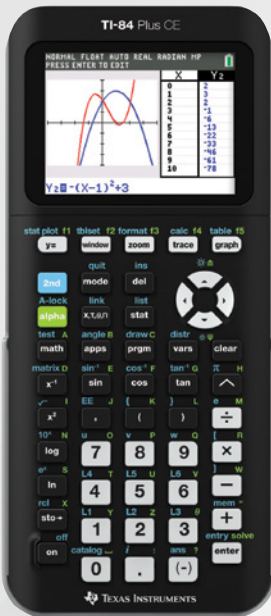 TI-84 Plus CE
NORMAL FLOAT AUTO REAL RADIAN MP
PRESS ENTER TO EDIT
X Y₂
0 2
1 3
2 2
3 -1
4 -6
5 -13
6 -22
7 -33
8 -46
9 -61
10 -78
Y₂=-(X-1)²+3
stat plot f1 tblset f2 format f3 calc f4 table f5
y= window zoom trace graph
quit ins
2nd mode del
A-lock link list
alpha X,T,θ,n stat
test A angle B draw C distr
math apps prgm vars clear
matrix D sin⁻¹ E cos⁻¹ F tan⁻¹ G π H
x⁻¹ sin cos tan ^
√ I EE J { K } L e M
x² , ( ) ÷
10ˣ N u O v P w Q [ R
log 7 8 9 ×
eˣ S L4 T L5 U L6 V ] W
ln 4 5 6 −
rcl X L1 Y L2 Z L3 θ mem "
sto→ 1 2 3 +
off catalog ⎵ i : ans ? entry solve
on 0 . (-) enter
TEXAS INSTRUMENTS